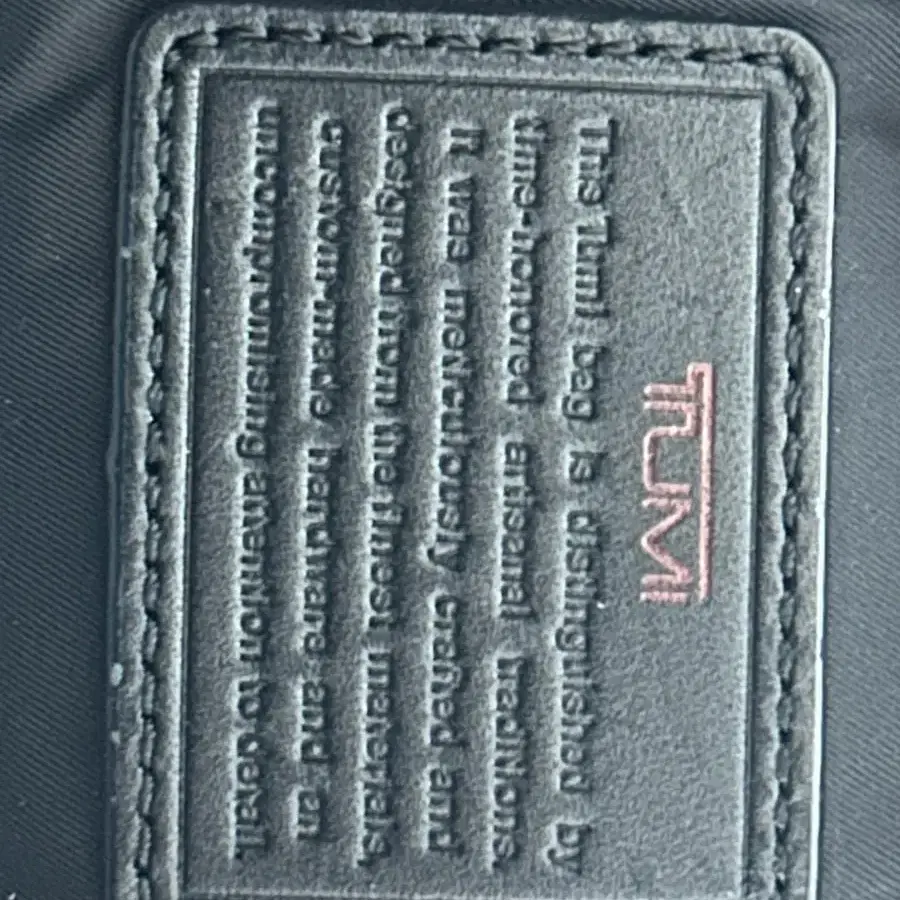 TUMI
This Tumi bag is distinguished by
time-honored artisanal traditions.
It was meticulously crafted and
designed from the finest materials,
custom-made hardware and an
uncompromising attention to detail.